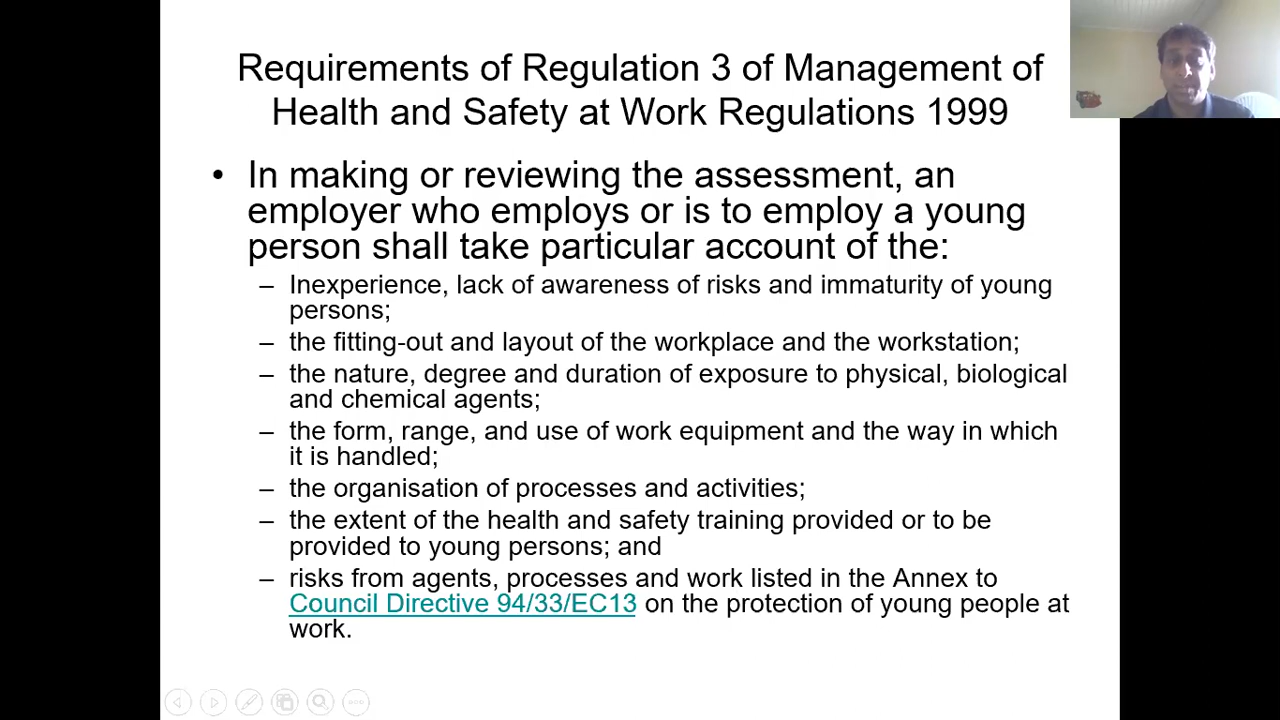 Requirements of Regulation 3 of Management of
Health and Safety at Work Regulations 1999
• In making or reviewing the assessment, an
employer who employs or is to employ a young
person shall take particular account of the:
– Inexperience, lack of awareness of risks and immaturity of young
persons;
– the fitting-out and layout of the workplace and the workstation;
– the nature, degree and duration of exposure to physical, biological
and chemical agents;
– the form, range, and use of work equipment and the way in which
it is handled;
– the organisation of processes and activities;
– the extent of the health and safety training provided or to be
provided to young persons; and
– risks from agents, processes and work listed in the Annex to
Council Directive 94/33/EC13 on the protection of young people at
work.